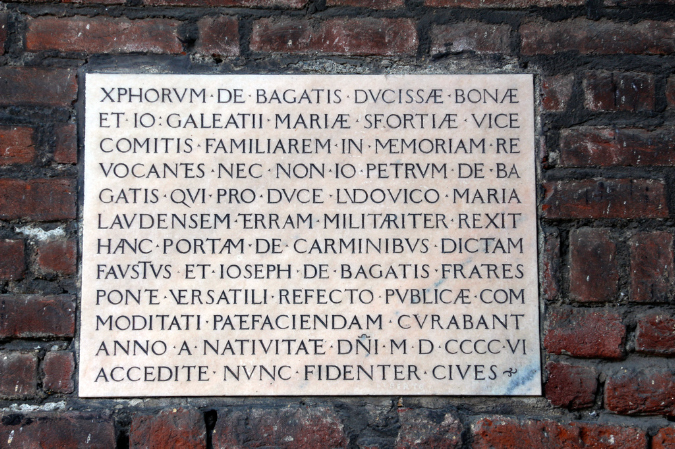 XPHORVM · DE · BAGATIS · DVCISSÆ · BONÆ
ET · IO: GALEATII · MARIÆ · SFORTIÆ · VICE
COMITIS · FAMILIAREM · IN · MEMORIAM · RE
VOCANTES · NEC · NON · IO · PETRVM · DE · BA
GATIS · QVI · PRO · DVCE · LVDOVICO · MARIA
LAVDENSEM · TERRAM · MILITARITER · REXIT
HANC · PORTAM · DE · CARMINIBVS · DICTAM
FAVSTVS · ET · IOSEPH · DE · BAGATIS · FRATRES
PONTE · VERSATILI · REFECTO · PVBLICÆ · COM
MODITATI · PATEFACIENDAM · CVRABANT
ANNO · A · NATIVITATE · DÑI · M · D · CCCC · VI
ACCEDITE · NVNC · FIDENTER · CIVES